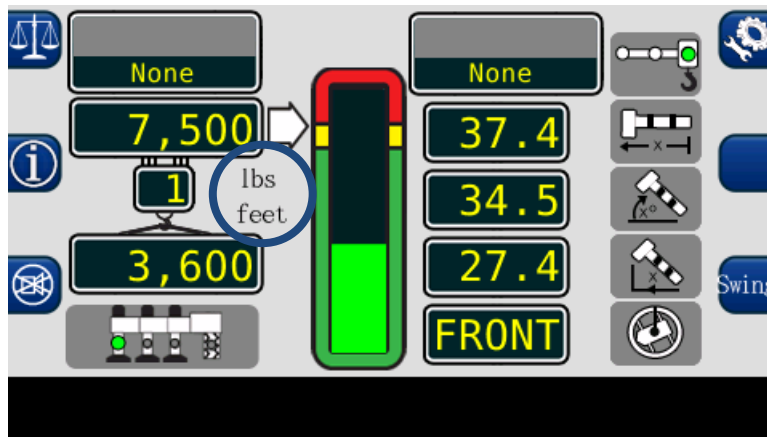 None
7,500
1
lbs
feet
3,600
None
37.4
34.5
27.4
FRONT
x
x°
x
Swing